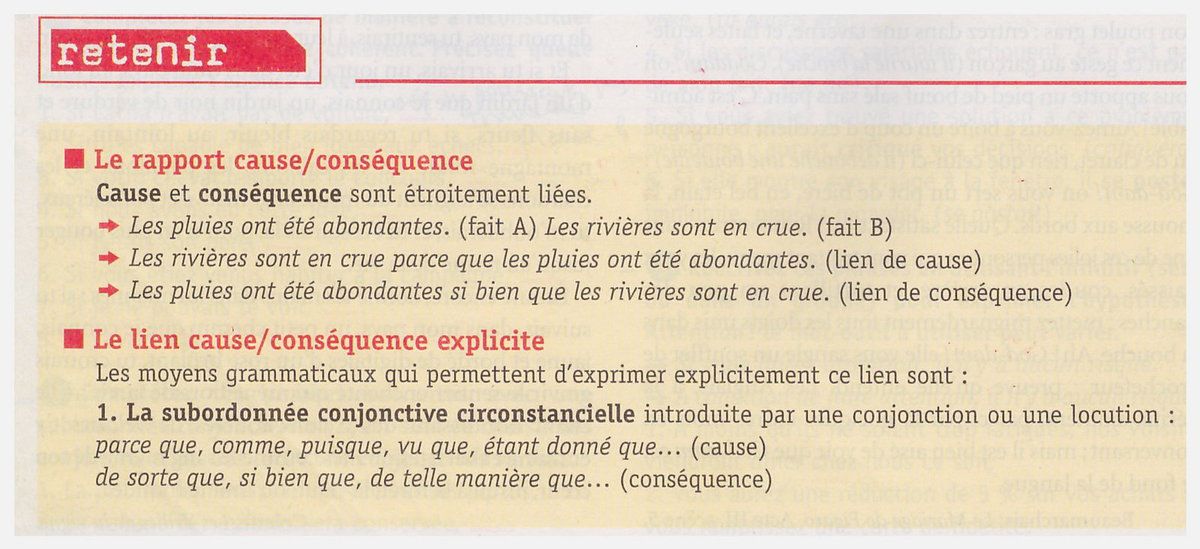 retenir
Le rapport cause/conséquence
Cause et conséquence sont étroitement liées.
→ Les pluies ont été abondantes. (fait A) Les rivières sont en crue. (fait B)
→ Les rivières sont en crue parce que les pluies ont été abondantes. (lien de cause)
→ Les pluies ont été abondantes si bien que les rivières sont en crue. (lien de conséquence)
Le lien cause/conséquence explicite
Les moyens grammaticaux qui permettent d'exprimer explicitement ce lien sont :
1. La subordonnée conjonctive circonstancielle introduite par une conjonction ou une locution :
parce que, comme, puisque, vu que, étant donné que... (cause)
de sorte que, si bien que, de telle manière que... (conséquence)